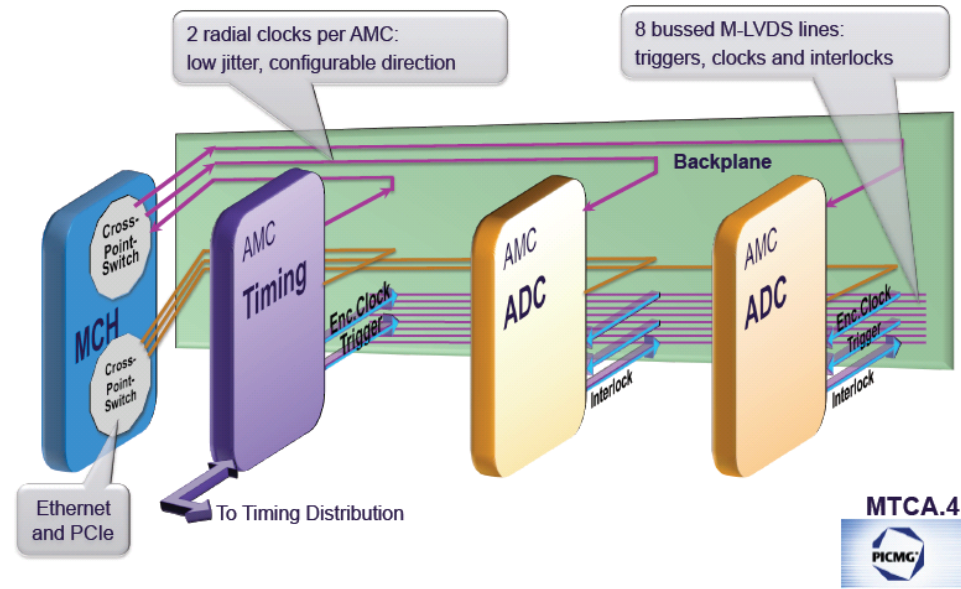 2 radial clocks per AMC:
low jitter, configurable direction
8 bussed M-LVDS lines:
triggers, clocks and interlocks
Backplane
Cross-
Point-
Switch
MCH
Cross-
Point-
Switch
Ethernet
and PCIe
AMC
Timing
Enc.Clock
Trigger
To Timing Distribution
AMC
ADC
Interlock
AMC
ADC
Enc.Clock
Trigger
Interlock
MTCA.4
PICMG